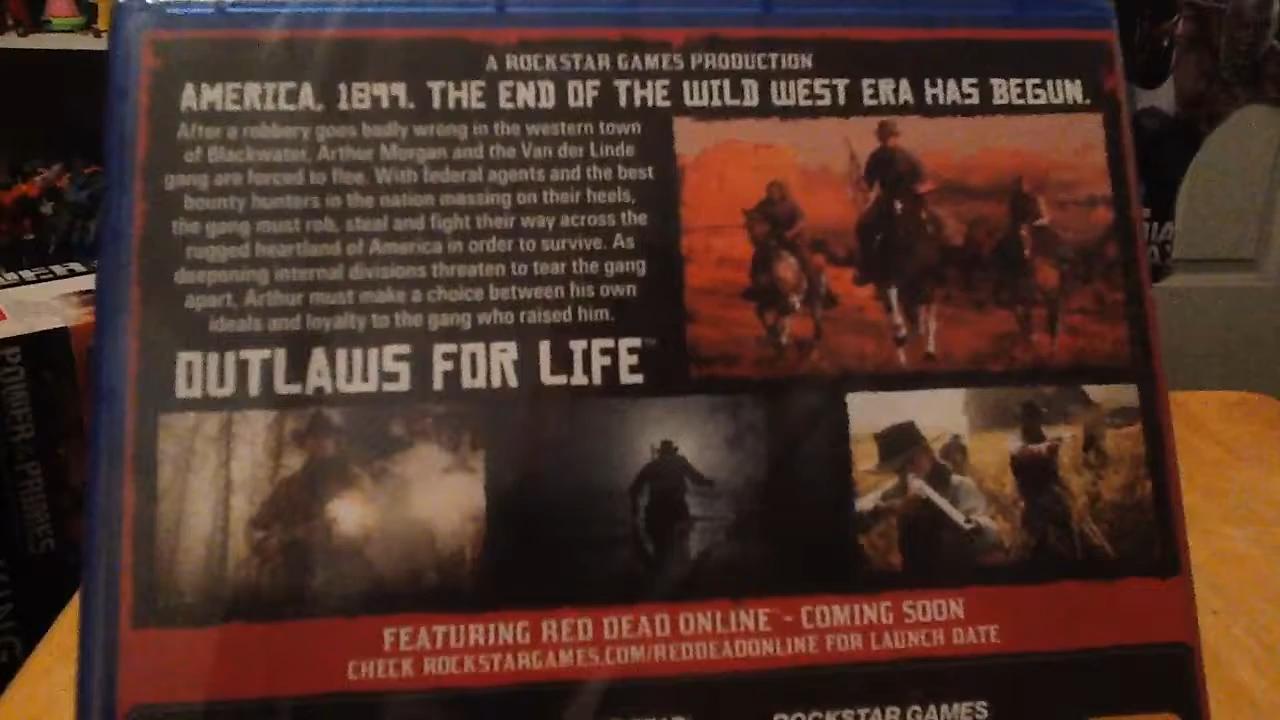 A ROCKSTAR GAMES PRODUCTION
AMERICA, 1899. THE END OF THE WILD WEST ERA HAS BEGUN.
After a robbery goes badly wrong in the western town
of Blackwater, Arthur Morgan and the Van der Linde
gang are forced to flee. With federal agents and the best
bounty hunters in the nation massing on their heels,
the gang must rob, steal and fight their way across the
rugged heartland of America in order to survive. As
deepening internal divisions threaten to tear the gang
apart, Arthur must make a choice between his own
ideals and loyalty to the gang who raised him.
OUTLAWS FOR LIFE™
FEATURING RED DEAD ONLINE™ - COMING SOON
CHECK ROCKSTARGAMES.COM/REDDEADONLINE FOR LAUNCH DATE
ROCKSTAR GAMES